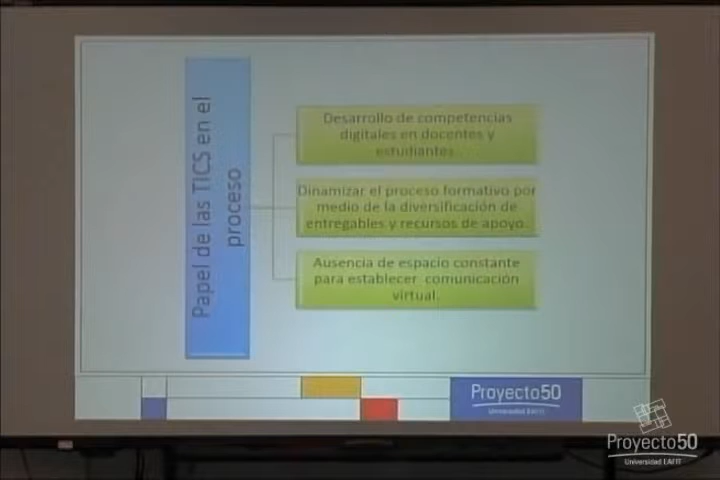 Papel de las TICS en el
proceso
Desarrollo de competencias
digitales en docentes y
estudiantes
Dinamizar el proceso formativo por
medio de la diversificación de
entregables y recursos de apoyo.
Ausencia de espacio constante
para establecer comunicación
virtual.
Proyecto50
Universidad EAFIT
Proyecto50
Universidad EAFIT